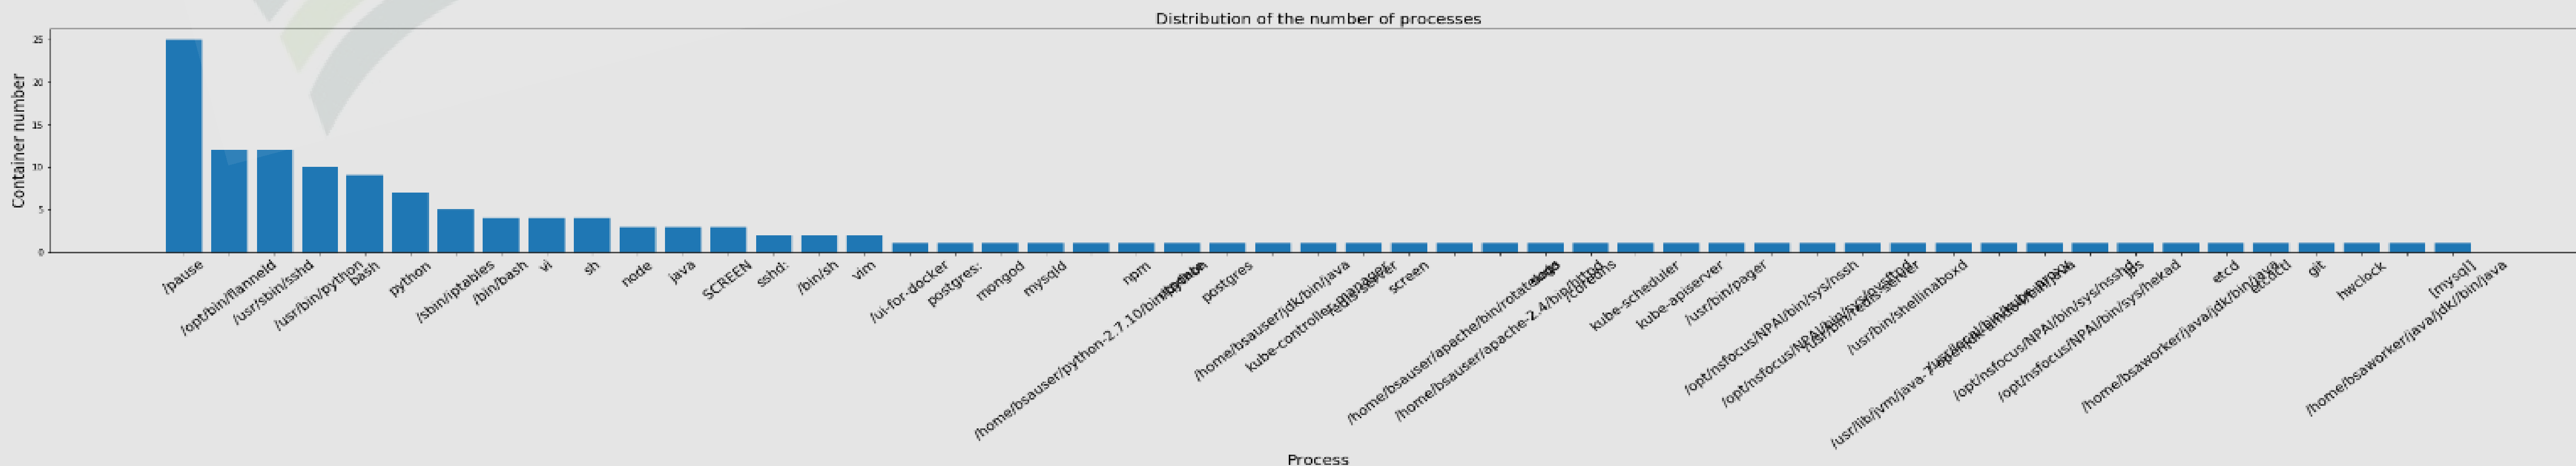 Distribution of the number of processes
Container number
25
20
15
10
5
0
/pause
/opt/bin/flanneld
/usr/sbin/sshd
/usr/bin/python
bash
python
/sbin/iptables
/bin/bash
vi
sh
node
java
SCREEN
sshd:
/bin/sh
vim
/ui-for-docker
postgres:
mongod
mysqld
/home/bsauser/python-2.7.10/bin/python
npm
postgres
/home/bsauser/jdk/bin/java
kube-controller-manager
redis-server
screen
/home/bsauser/apache/bin/rotatelogs
/home/bsauser/apache-2.4/bin/httpd
/coredns
kube-scheduler
kube-apiserver
/usr/bin/pager
/opt/nsfocus/NPAI/bin/sys/nssh
/usr/bin/redis-server
/usr/bin/shellinaboxd
/opt/nsfocus/NPAI/bin/sys/nsshd
ps
/opt/nsfocus/NPAI/bin/sys/hekad
etcd
/home/bsaworker/java/jdk/bin/java
etcdctl
git
hwclock
/home/bsaworker/java/jdk//bin/java
[mysql]
Process